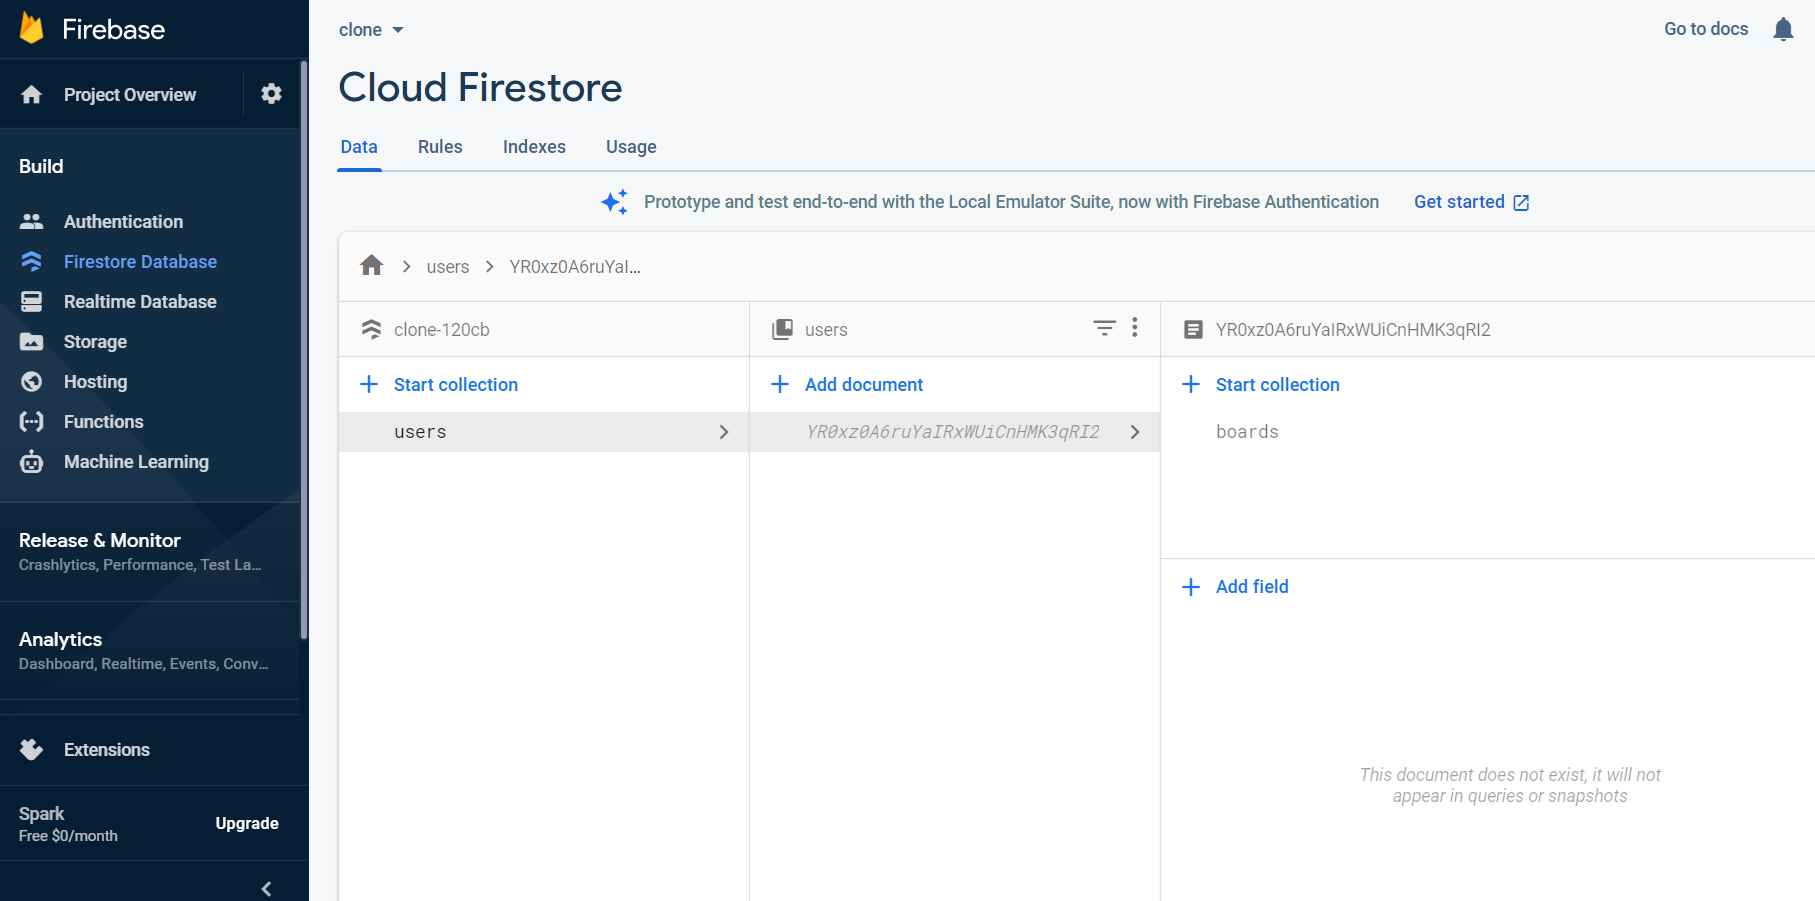 Firebase
Project Overview
Build
Authentication
Firestore Database
Realtime Database
Storage
Hosting
Functions
Machine Learning
Release & Monitor
Crashlytics, Performance, Test La...
Analytics
Dashboard, Realtime, Events, Conv...
Extensions
Spark
Free $0/month
Upgrade
clone
Go to docs
Cloud Firestore
Data Rules Indexes Usage
Prototype and test end-to-end with the Local Emulator Suite, now with Firebase Authentication Get started
users YR0xz0A6ruYaI...
clone-120cb
Start collection
users
users
Add document
YR0xz0A6ruYaIRxWUiCnHMK3qRI2
YR0xz0A6ruYaIRxWUiCnHMK3qRI2
Start collection
boards
Add field
This document does not exist, it will not
appear in queries or snapshots